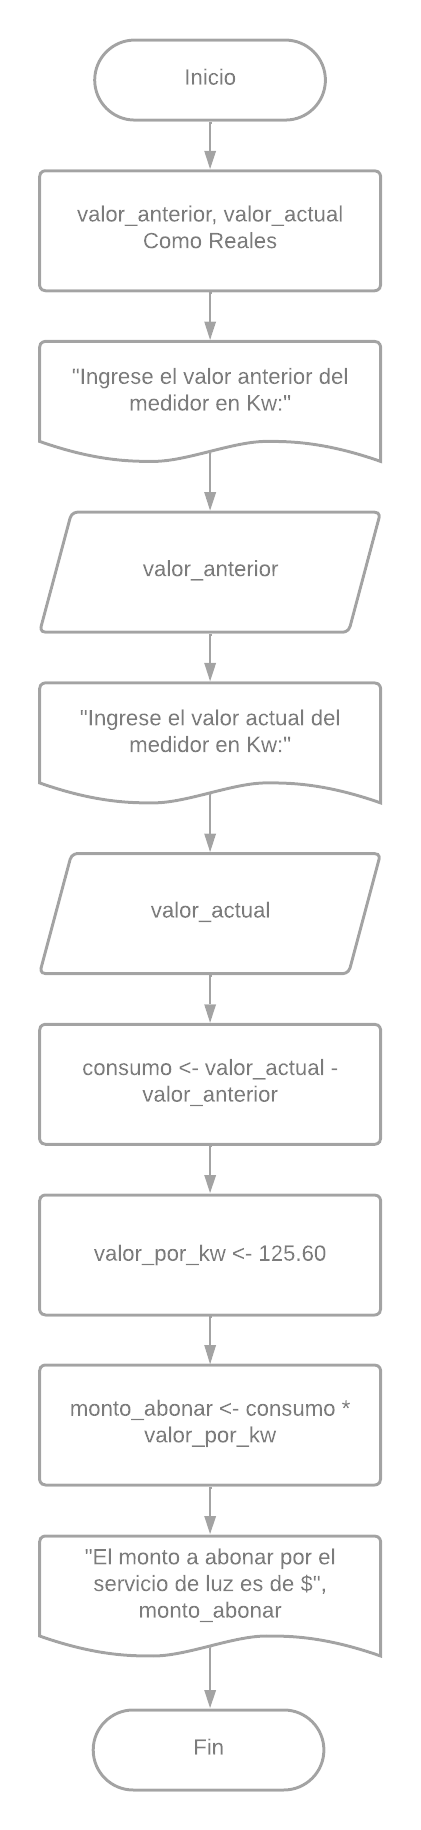 Inicio
valor_anterior, valor_actual
Como Reales
"Ingrese el valor anterior del
medidor en Kw:"
valor_anterior
"Ingrese el valor actual del
medidor en Kw:"
valor_actual
consumo <- valor_actual -
valor_anterior
valor_por_kw <- 125.60
monto_abonar <- consumo *
valor_por_kw
"El monto a abonar por el
servicio de luz es de $",
monto_abonar
Fin